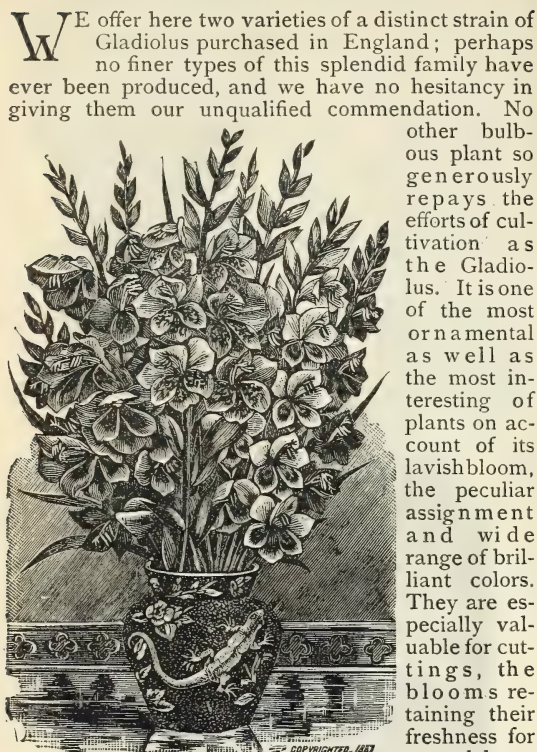 WE offer here two varieties of a distinct strain of
Gladiolus purchased in England; perhaps
no finer types of this splendid family have
ever been produced, and we have no hesitancy in
giving them our unqualified commendation. No
other bulb-
ous plant so
generously
repays the
efforts of cul-
tivation as
the Gladio-
lus. It is one
of the most
ornamental
as well as
the most in-
teresting of
plants on ac-
count of its
lavish bloom,
the peculiar
assignment
and wide
range of bril-
liant colors.
They are es-
pecially val-
uable for cut-
tings, the
blooms re-
taining their
freshness for
COPYRIGHTED 1887